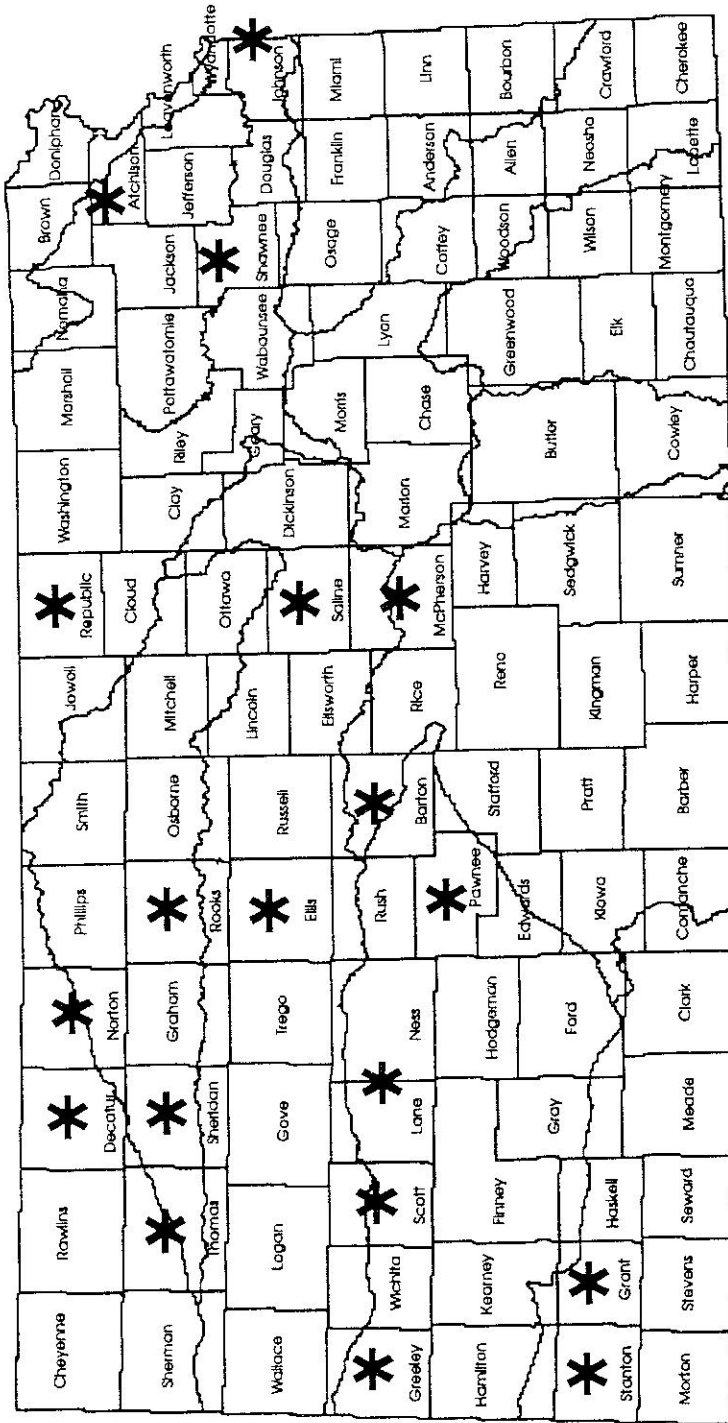 Cheyenne
Rawlins
Decatur
Norton
Phillips
Smith
Jewell
Republic
Washington
Marshall
Nemaha
Brown
Doniphan
Sherman
Thomas
Sheridan
Graham
Rooks
Osborne
Mitchell
Cloud
Clay
Riley
Pottawatomie
Jackson
Atchison
Jefferson
Leavenworth
Wyandotte
Wallace
Logan
Gove
Trego
Ellis
Russell
Lincoln
Ottawa
Saline
Dickinson
Geary
Wabaunsee
Shawnee
Douglas
Johnson
Greeley
Wichita
Scott
Lane
Ness
Rush
Barton
Ellsworth
Rice
McPherson
Marion
Morris
Chase
Lyon
Osage
Franklin
Miami
Hamilton
Kearney
Finney
Hodgeman
Pawnee
Stafford
Reno
Harvey
Butler
Greenwood
Coffey
Anderson
Linn
Stanton
Grant
Haskell
Gray
Ford
Edwards
Kiowa
Pratt
Kingman
Sedgwick
Elk
Woodson
Wilson
Allen
Neosho
Bourbon
Crawford
Morton
Stevens
Seward
Meade
Clark
Comanche
Barber
Harper
Sumner
Cowley
Chautauqua
Montgomery
Labette
Cherokee